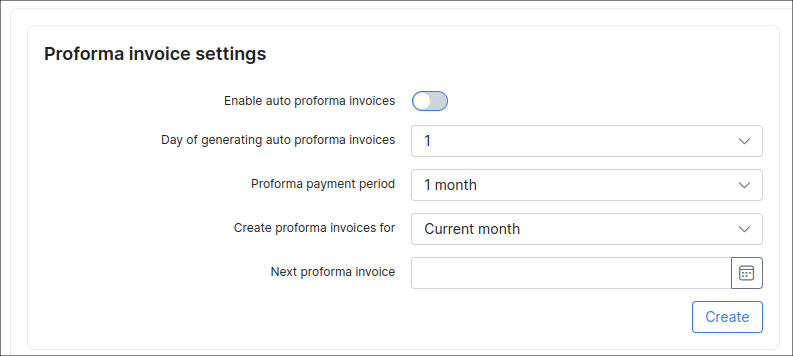 Proforma invoice settings
Enable auto proforma invoices
Day of generating auto proforma invoices 1
Proforma payment period 1 month
Create proforma invoices for Current month
Next proforma invoice
Create